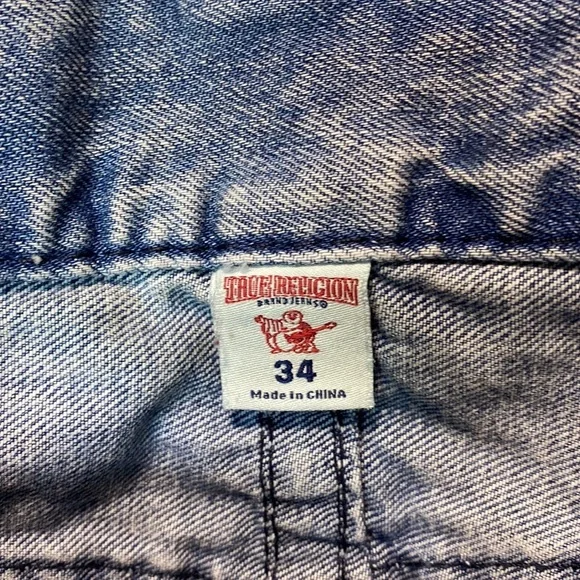 TRUE RELIGION
BRAND JEANS®
34
Made in CHINA